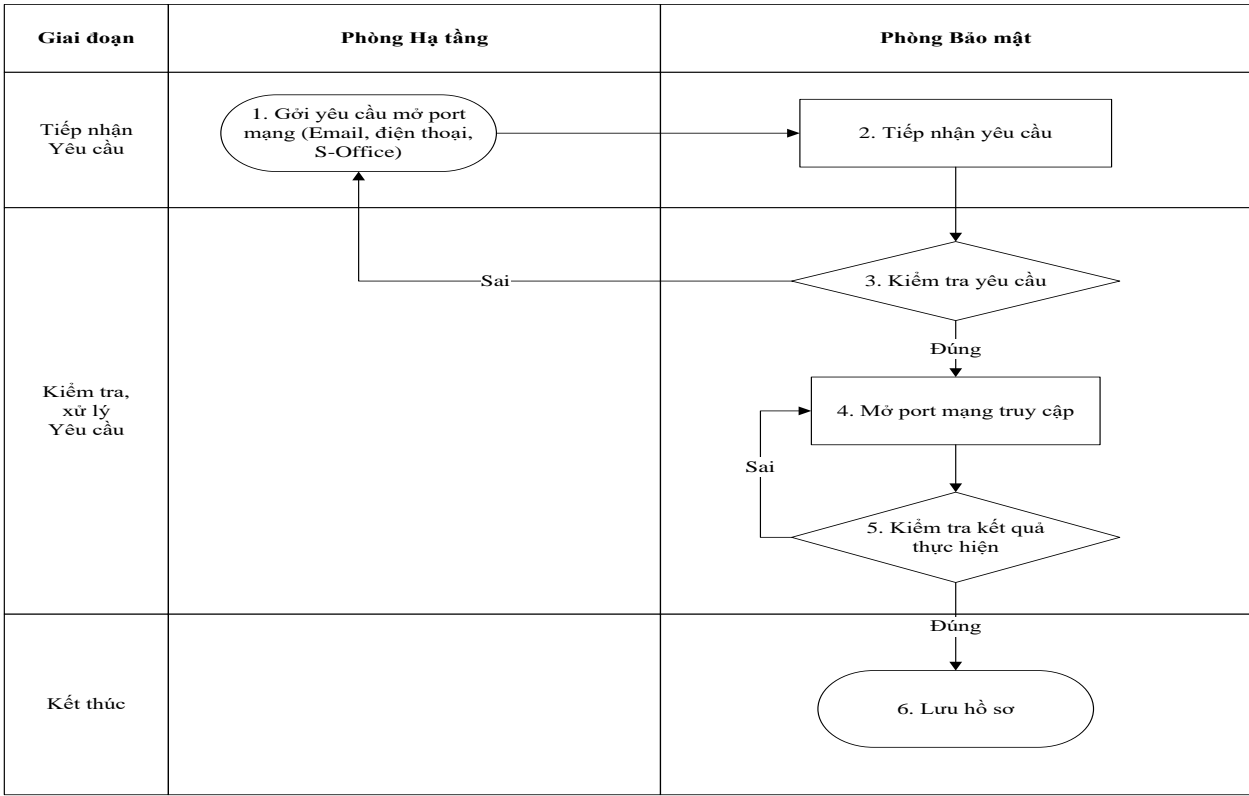 Giai đoạn
Phòng Hạ tầng
Phòng Bảo mật
Tiếp nhận
Yêu cầu
1. Gởi yêu cầu mở port
mạng (Email, điện thoại,
S-Office)
2. Tiếp nhận yêu cầu
Kiểm tra,
xử lý
Yêu cầu
3. Kiểm tra yêu cầu
Sai
Đúng
4. Mở port mạng truy cập
Sai
5. Kiểm tra kết quả
thực hiện
Đúng
Kết thúc
6. Lưu hồ sơ